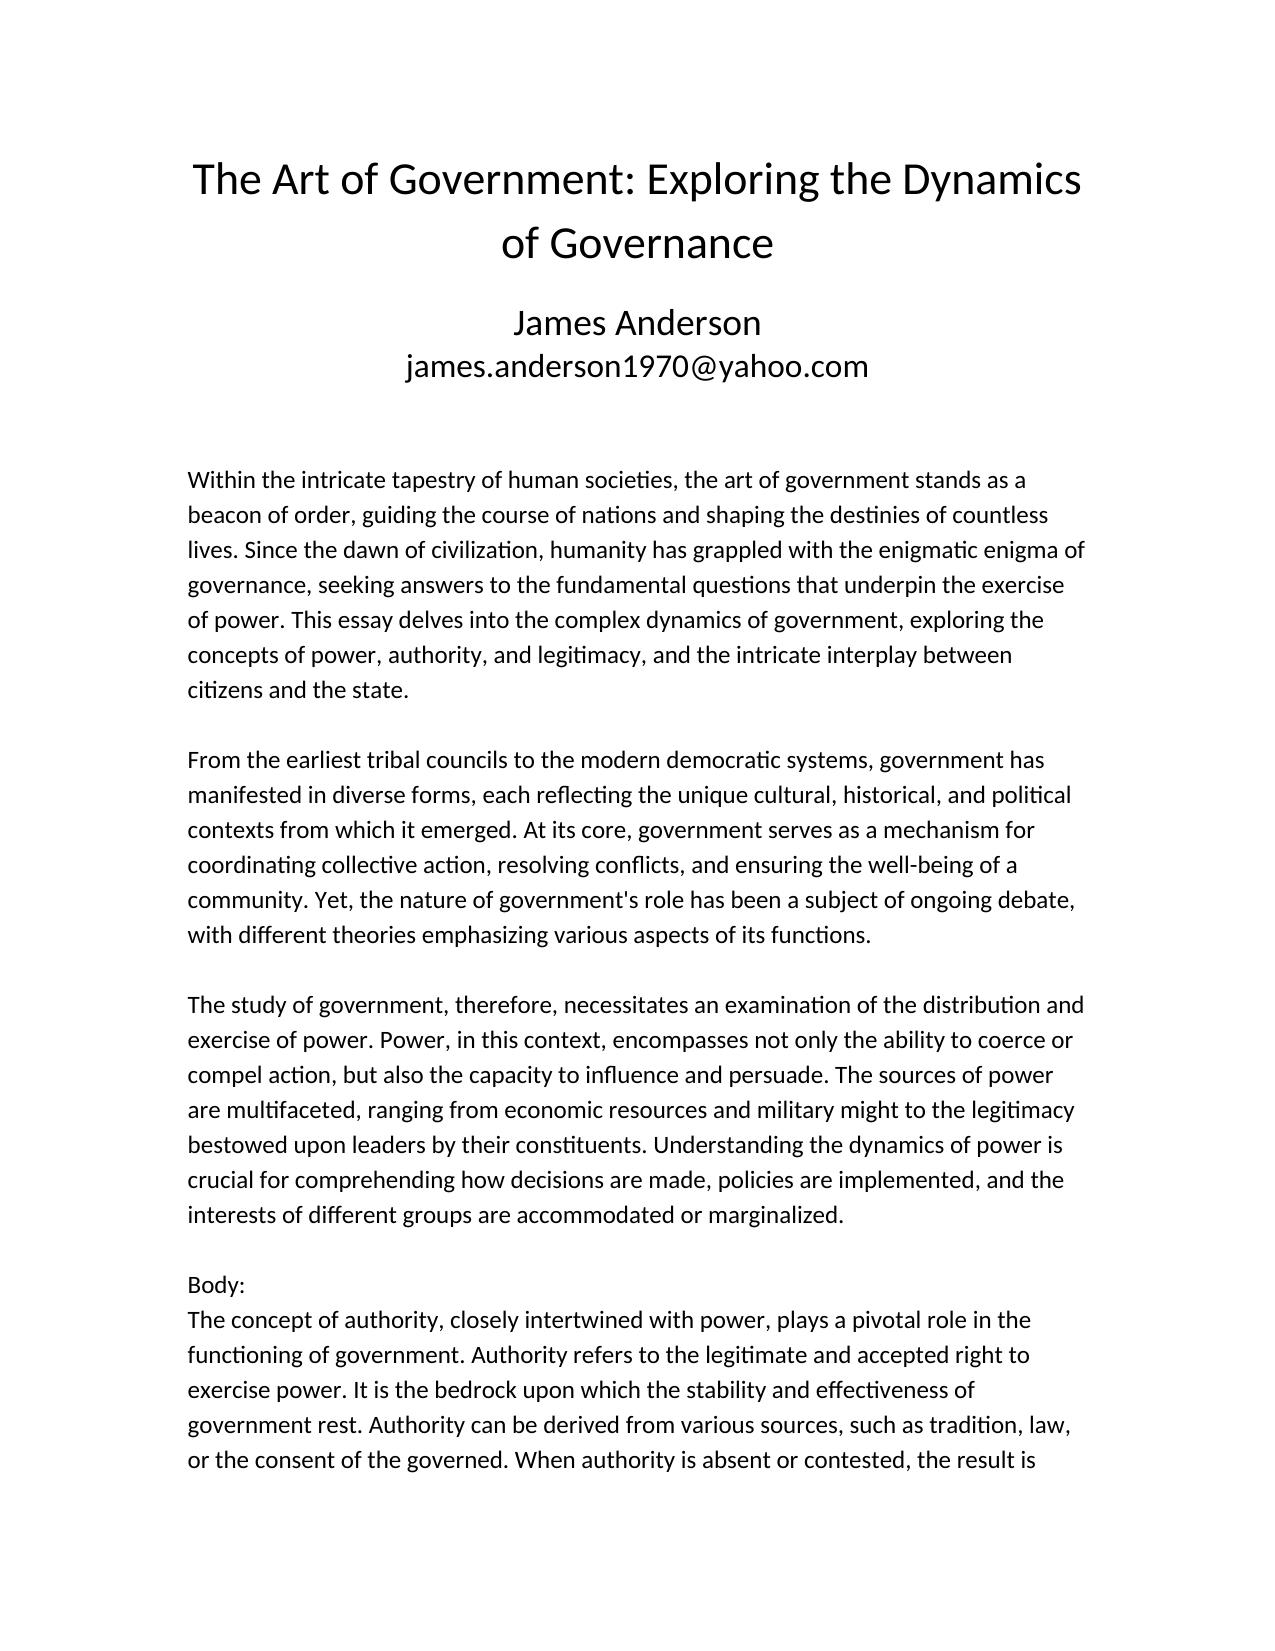 The Art of Government: Exploring the Dynamics
of Governance
James Anderson
james.anderson1970@yahoo.com
Within the intricate tapestry of human societies, the art of government stands as a
beacon of order, guiding the course of nations and shaping the destinies of countless
lives. Since the dawn of civilization, humanity has grappled with the enigmatic enigma of
governance, seeking answers to the fundamental questions that underpin the exercise
of power. This essay delves into the complex dynamics of government, exploring the
concepts of power, authority, and legitimacy, and the intricate interplay between
citizens and the state.
From the earliest tribal councils to the modern democratic systems, government has
manifested in diverse forms, each reflecting the unique cultural, historical, and political
contexts from which it emerged. At its core, government serves as a mechanism for
coordinating collective action, resolving conflicts, and ensuring the well-being of a
community. Yet, the nature of government's role has been a subject of ongoing debate,
with different theories emphasizing various aspects of its functions.
The study of government, therefore, necessitates an examination of the distribution and
exercise of power. Power, in this context, encompasses not only the ability to coerce or
compel action, but also the capacity to influence and persuade. The sources of power
are multifaceted, ranging from economic resources and military might to the legitimacy
bestowed upon leaders by their constituents. Understanding the dynamics of power is
crucial for comprehending how decisions are made, policies are implemented, and the
interests of different groups are accommodated or marginalized.
Body:
The concept of authority, closely intertwined with power, plays a pivotal role in the
functioning of government. Authority refers to the legitimate and accepted right to
exercise power. It is the bedrock upon which the stability and effectiveness of
government rest. Authority can be derived from various sources, such as tradition, law,
or the consent of the governed. When authority is absent or contested, the result is